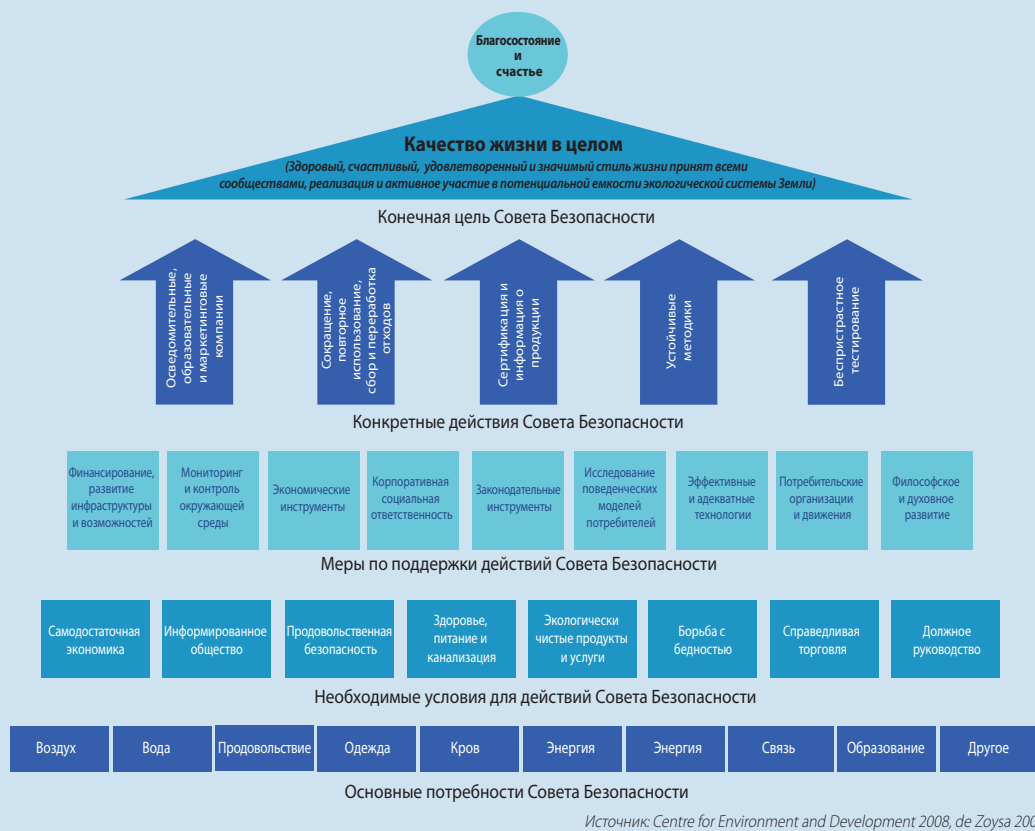 Благосостояние
и
счастье
Качество жизни в целом
(Здоровый, счастливый, удовлетворенный и значимый стиль жизни принят всеми
сообществами, реализация и активное участие в потенциальной емкости экологической системы Земли)
Конечная цель Совета Безопасности
Осведомительные,
образовательные
и маркетинговые
компании
Сокращение,
повторное
использование,
сбор и переработка
отходов
Сертификация и
информация о
продукции
Устойчивые
методики
Беспристрастное
тестирование
Конкретные действия Совета Безопасности
Финансирование,
развитие
инфраструктуры
и возможностей
Мониторинг
и контроль
окружающей
среды
Экономические
инструменты
Корпоративная
социальная
ответственность
Законодательные
инструменты
Исследование
поведенческих
моделей
потребителей
Эффективные
и адекватные
технологии
Потребительские
организации
и движения
Философское
и духовное
развитие
Меры по поддержки действий Совета Безопасности
Самодостаточная
экономика
Информированное
общество
Продовольственная
безопасность
Здоровье,
питание и
канализация
Экологически
чистые продукты
и услуги
Борьба с
бедностью
Справедливая
торговля
Должное
руководство
Необходимые условия для действий Совета Безопасности
Воздух
Вода
Продовольствие
Одежда
Кров
Энергия
Энергия
Связь
Образование
Другое
Основные потребности Совета Безопасности
Источник: Centre for Environment and Development 2008, de Zoysa